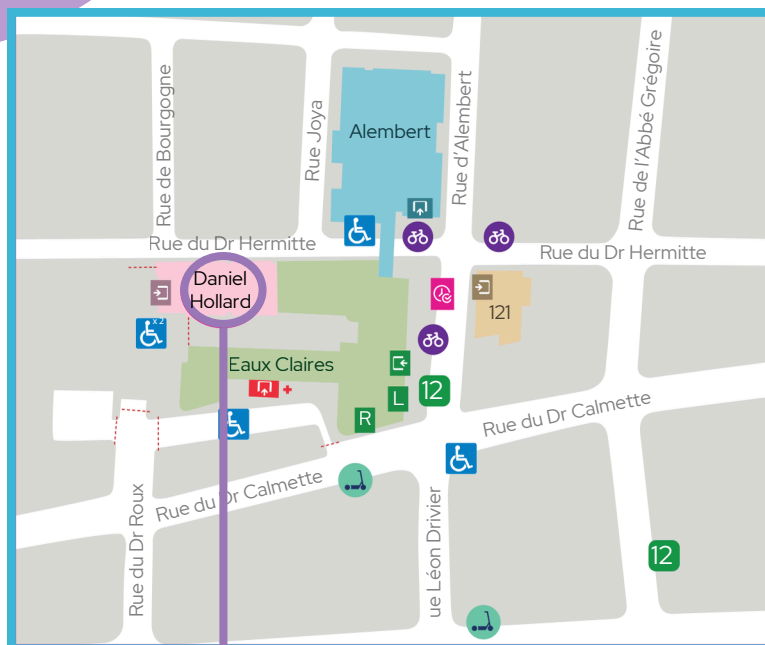 Rue de Bourgogne
Rue Joya
Alembert
Rue d'Alembert
Rue de l'Abbé Grégoire
Rue du Dr Hermitte
Rue du Dr Hermitte
Daniel
Hollard
x2
121
Eaux Claires
L
12
R
Rue du Dr Calmette
Rue du Dr Calmette
Rue du Dr Roux
ue Léon Drivier
12